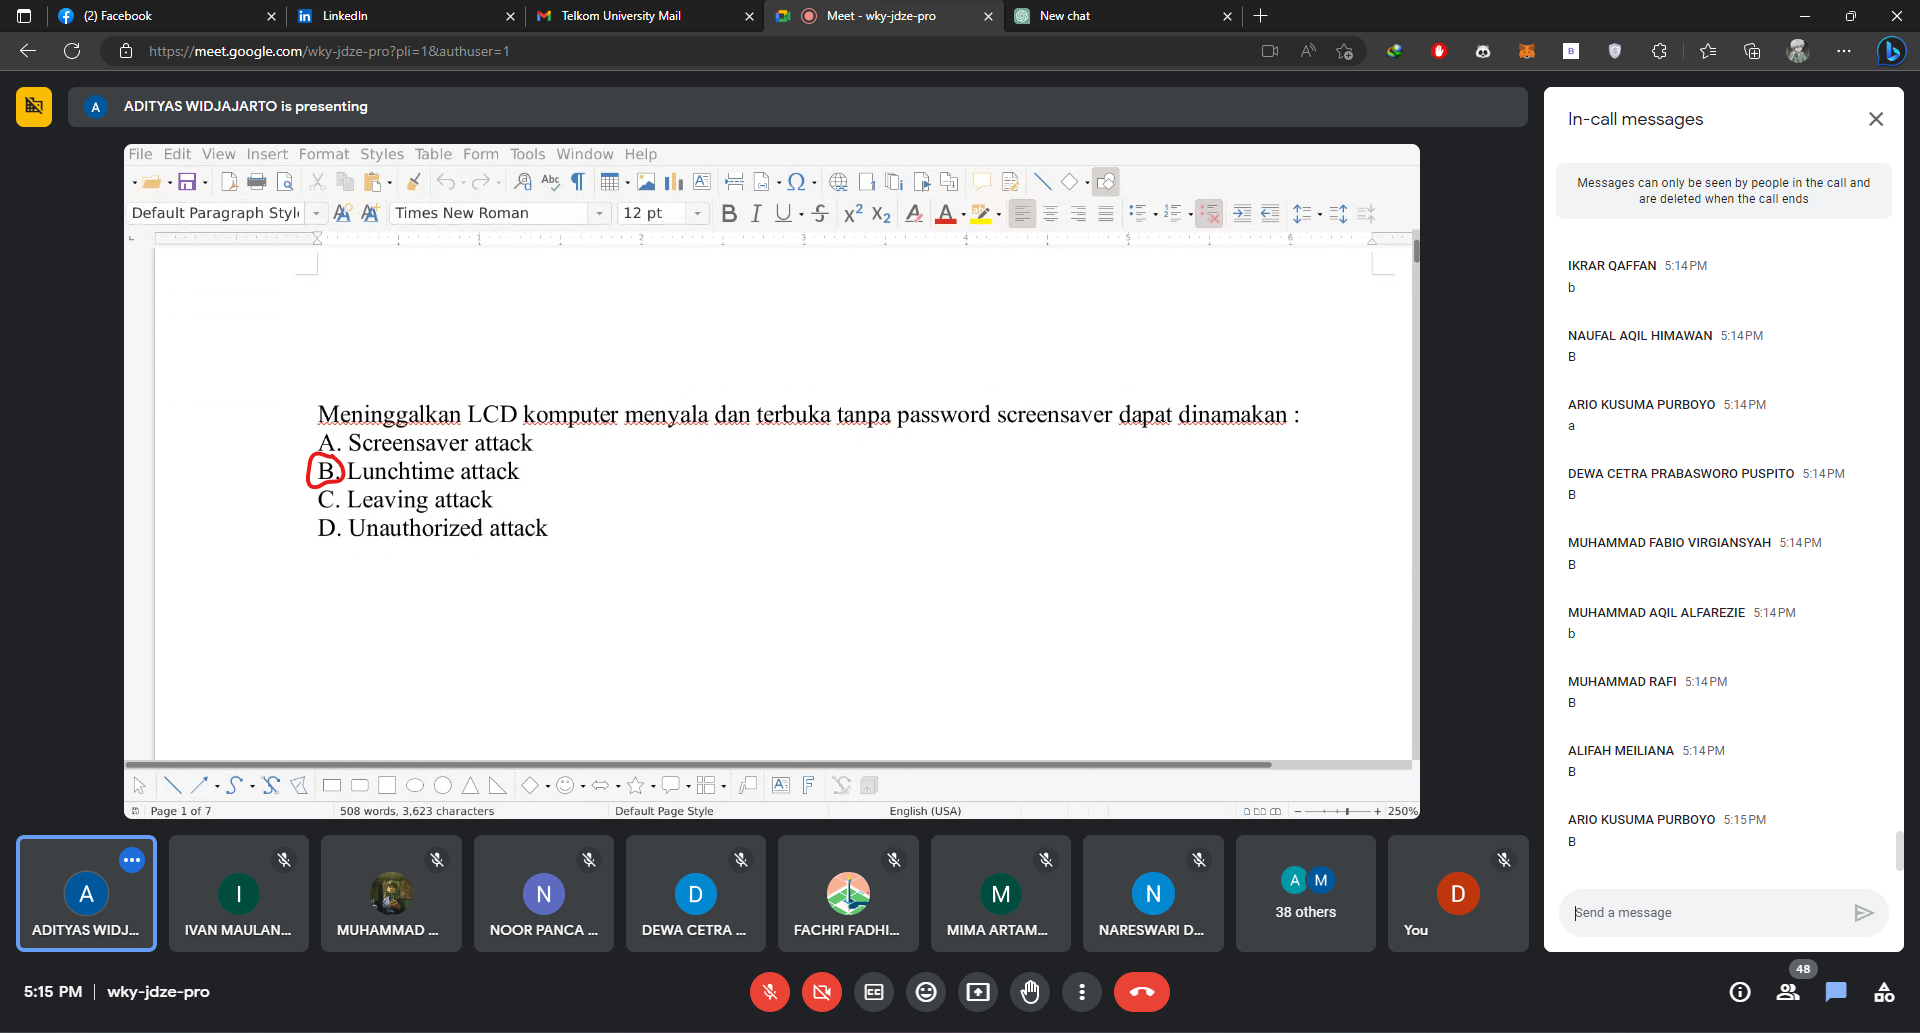 (2) Facebook
LinkedIn
Telkom University Mail
Meet - wky-jdze-pro
New chat
https://meet.google.com/wky-jdze-pro?pli=1&authuser=1
A ADITYAS WIDJAJARTO is presenting
File Edit View Insert Format Styles Table Form Tools Window Help
Default Paragraph Styl Times New Roman 12 pt
1 2 3 4 5 6
Meninggalkan LCD komputer menyala dan terbuka tanpa password screensaver dapat dinamakan :
A. Screensaver attack
B. Lunchtime attack
C. Leaving attack
D. Unauthorized attack
Page 1 of 7 508 words, 3,623 characters Default Page Style English (USA) 250%
A
ADITYAS WIDJ...
I
IVAN MAULAN...
MUHAMMAD ...
N
NOOR PANCA ...
D
DEWA CETRA ...
FACHRI FADHI...
M
MIMA ARTAM...
N
NARESWARI D...
A M
38 others
D
You
In-call messages
Messages can only be seen by people in the call and
are deleted when the call ends
IKRAR QAFFAN 5:14 PM
b
NAUFAL AQIL HIMAWAN 5:14 PM
B
ARIO KUSUMA PURBOYO 5:14 PM
a
DEWA CETRA PRABASWORO PUSPITO 5:14 PM
B
MUHAMMAD FABIO VIRGIANSYAH 5:14 PM
B
MUHAMMAD AQIL ALFAREZIE 5:14 PM
b
MUHAMMAD RAFI 5:14 PM
B
ALIFAH MEILIANA 5:14 PM
B
ARIO KUSUMA PURBOYO 5:15 PM
B
Send a message
5:15 PM | wky-jdze-pro
48